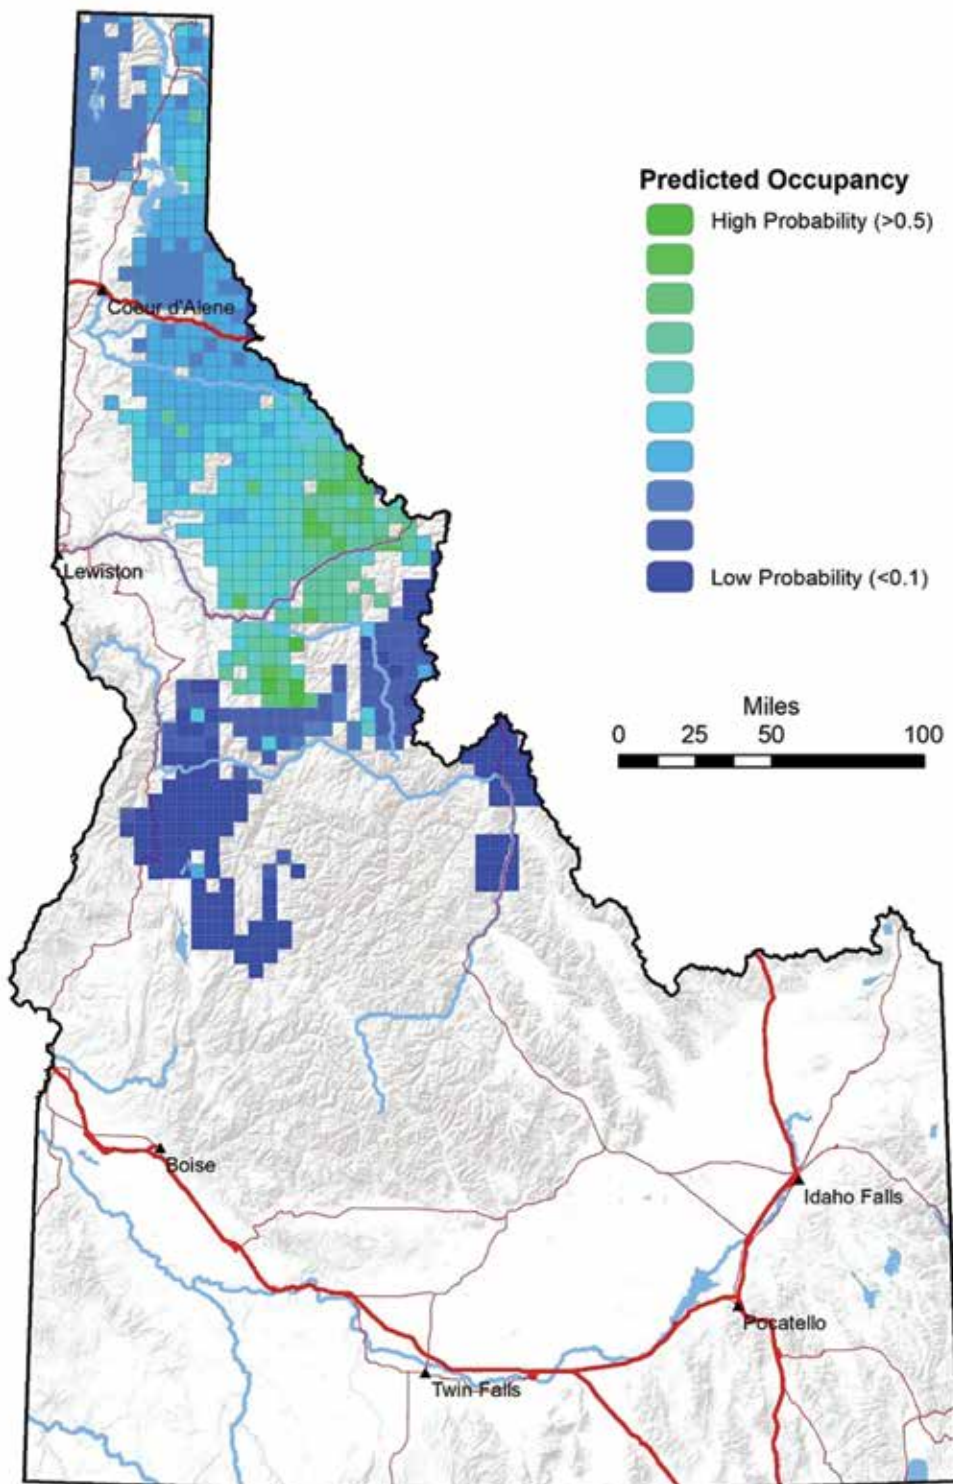 Predicted Occupancy
High Probability (>0.5)
Low Probability (<0.1)
Coeur d'Alene
Lewiston
Miles
0 25 50 100
Boise
Idaho Falls
Pocatello
Twin Falls